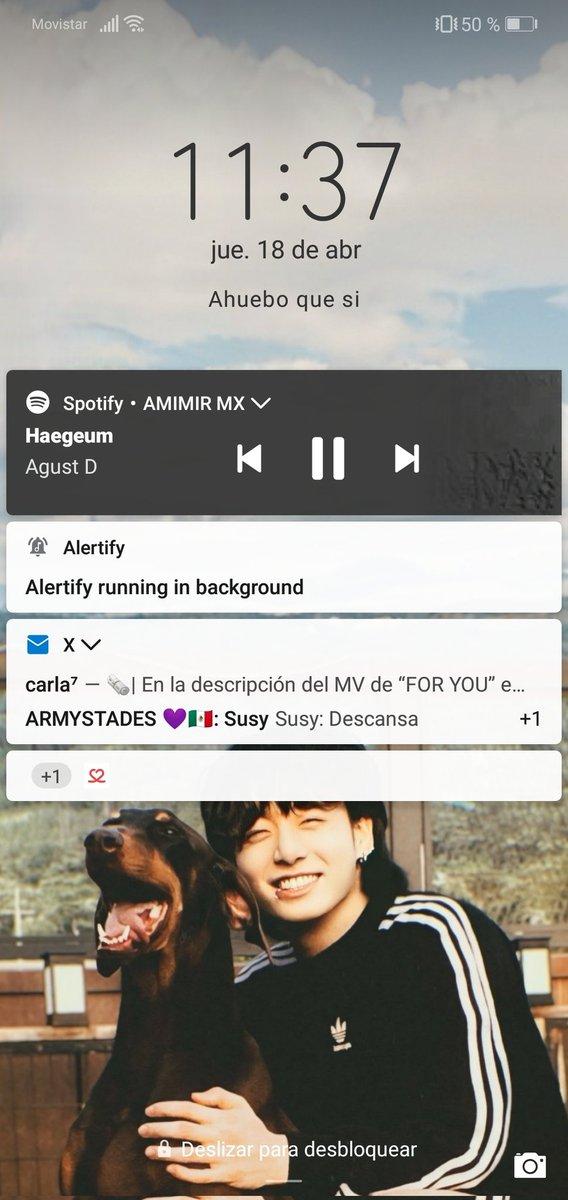 Movistar
50 %
11:37
jue. 18 de abr
Ahuebo que si
Spotify • AMIMIR MX
Haegeum
Agust D
Alertify
Alertify running in background
X
carla⁷ — 🗞️| En la descripción del MV de “FOR YOU” e…
ARMYSTADES 💜🇲🇽: Susy Susy: Descansa +1
+1
Deslizar para desbloquear